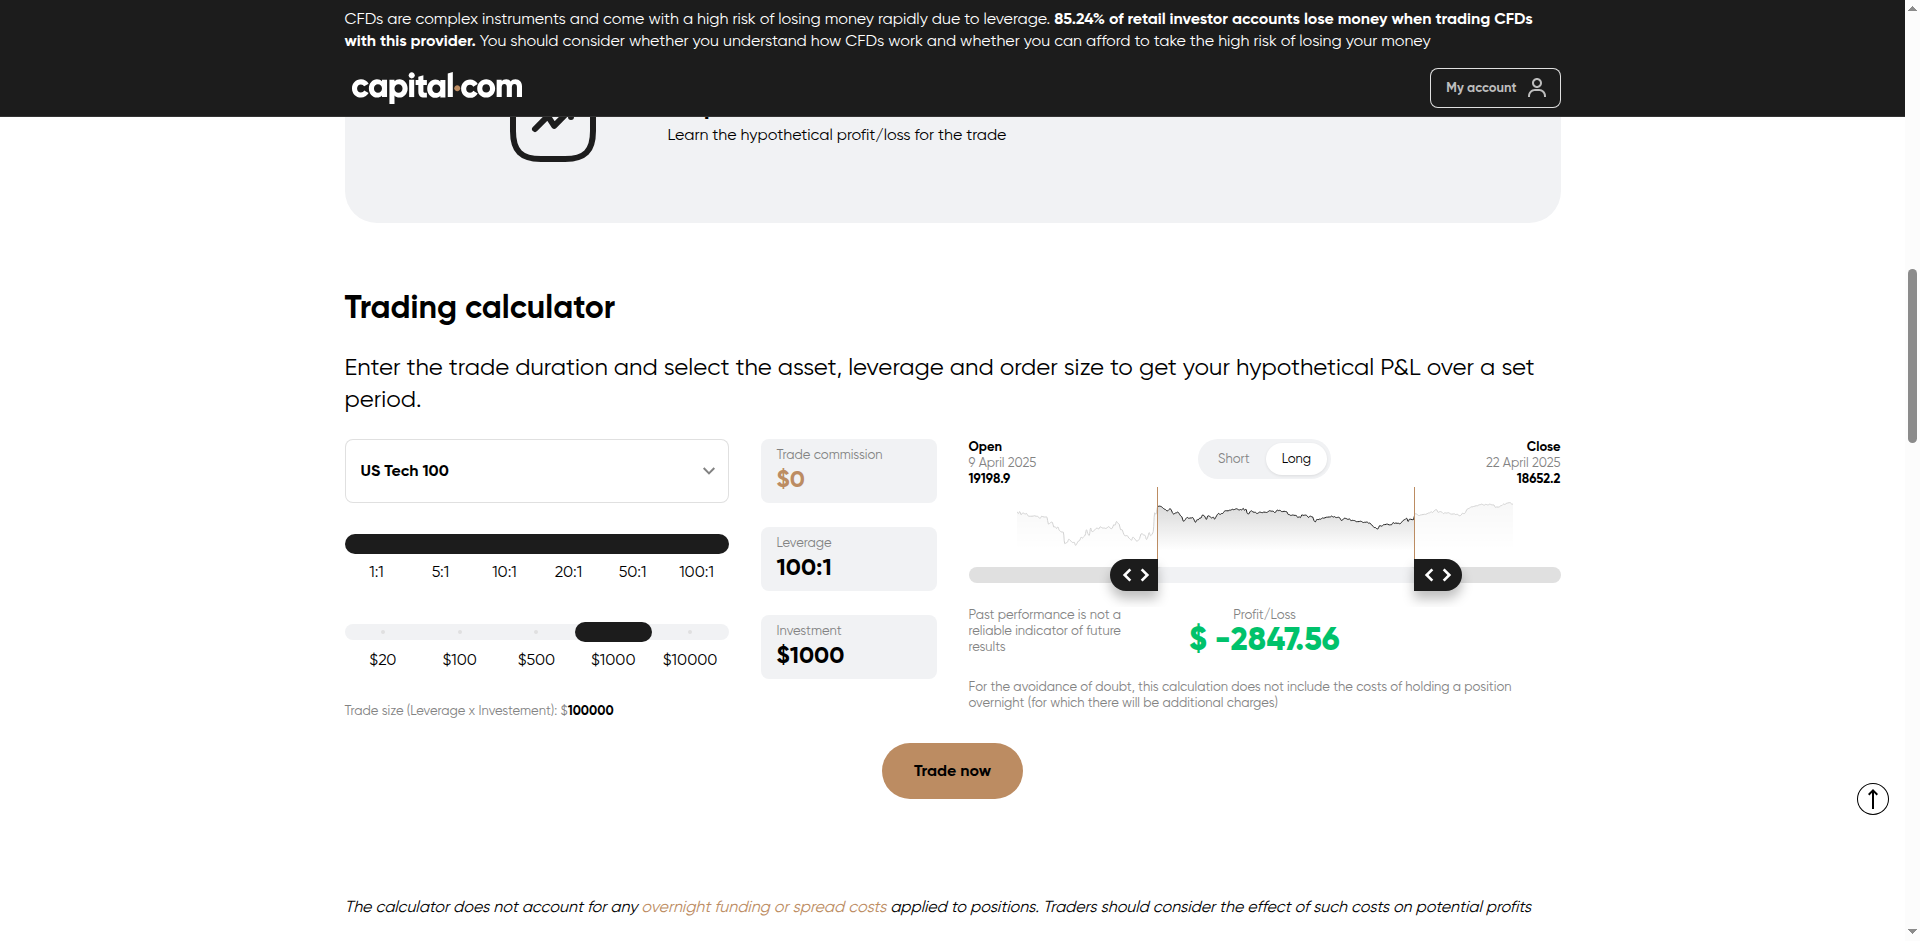 CFDs are complex instruments and come with a high risk of losing money rapidly due to leverage. 85.24% of retail investor accounts lose money when trading CFDs
with this provider. You should consider whether you understand how CFDs work and whether you can afford to take the high risk of losing your money
capital.com
My account
Learn the hypothetical profit/loss for the trade
Trading calculator
Enter the trade duration and select the asset, leverage and order size to get your hypothetical P&L over a set
period.
US Tech 100
1:1 5:1 10:1 20:1 50:1 100:1
$20 $100 $500 $1000 $10000
Trade size (Leverage x Investement): $100000
Trade commission
$0
Leverage
100:1
Investment
$1000
Open
9 April 2025
19198.9
Short Long
Close
22 April 2025
18652.2
Past performance is not a
reliable indicator of future
results
Profit/Loss
$ -2847.56
For the avoidance of doubt, this calculation does not include the costs of holding a position
overnight (for which there will be additional charges)
Trade now
The calculator does not account for any overnight funding or spread costs applied to positions. Traders should consider the effect of such costs on potential profits